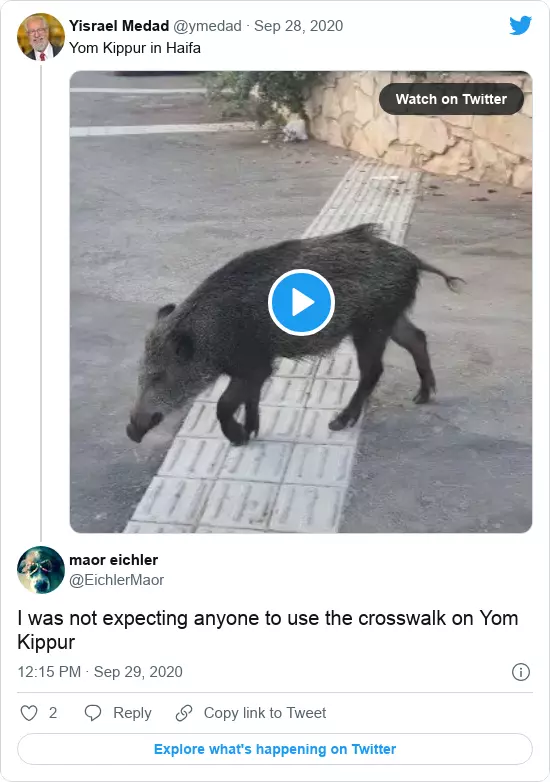 Yisrael Medad @ymedad · Sep 28, 2020
Yom Kippur in Haifa
Watch on Twitter
maor eichler
@EichlerMaor
I was not expecting anyone to use the crosswalk on Yom
Kippur
12:15 PM · Sep 29, 2020
2 Reply Copy link to Tweet
Explore what's happening on Twitter